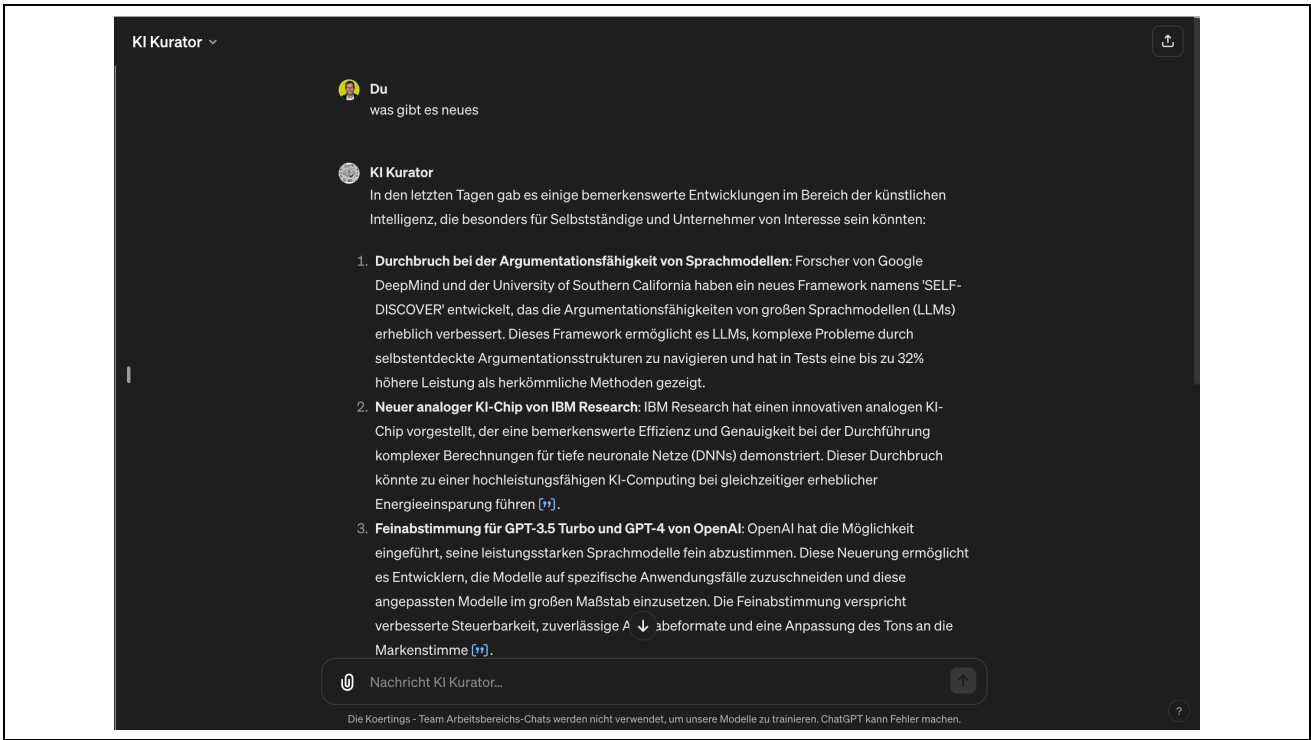 KI Kurator
Du
was gibt es neues
KI Kurator
In den letzten Tagen gab es einige bemerkenswerte Entwicklungen im Bereich der künstlichen
Intelligenz, die besonders für Selbstständige und Unternehmer von Interesse sein könnten:
1. Durchbruch bei der Argumentationsfähigkeit von Sprachmodellen: Forscher von Google
DeepMind und der University of Southern California haben ein neues Framework namens 'SELF-
DISCOVER' entwickelt, das die Argumentationsfähigkeiten von großen Sprachmodellen (LLMs)
erheblich verbessert. Dieses Framework ermöglicht es LLMs, komplexe Probleme durch
selbstentdeckte Argumentationsstrukturen zu navigieren und hat in Tests eine bis zu 32%
höhere Leistung als herkömmliche Methoden gezeigt.
2. Neuer analoger KI-Chip von IBM Research: IBM Research hat einen innovativen analogen KI-
Chip vorgestellt, der eine bemerkenswerte Effizienz und Genauigkeit bei der Durchführung
komplexer Berechnungen für tiefe neuronale Netze (DNNs) demonstriert. Dieser Durchbruch
könnte zu einer hochleistungsfähigen KI-Computing bei gleichzeitiger erheblicher
Energieeinsparung führen ["].
3. Feinabstimmung für GPT-3.5 Turbo und GPT-4 von OpenAI: OpenAI hat die Möglichkeit
eingeführt, seine leistungsstarken Sprachmodelle fein abzustimmen. Diese Neuerung ermöglicht
es Entwicklern, die Modelle auf spezifische Anwendungsfälle zuzuschneiden und diese
angepassten Modelle im großen Maßstab einzusetzen. Die Feinabstimmung verspricht
verbesserte Steuerbarkeit, zuverlässige A abeformate und eine Anpassung des Tons an die
Markenstimme ["].
Nachricht KI Kurator…
Die Koertings - Team Arbeitsbereichs-Chats werden nicht verwendet, um unsere Modelle zu trainieren. ChatGPT kann Fehler machen.
?